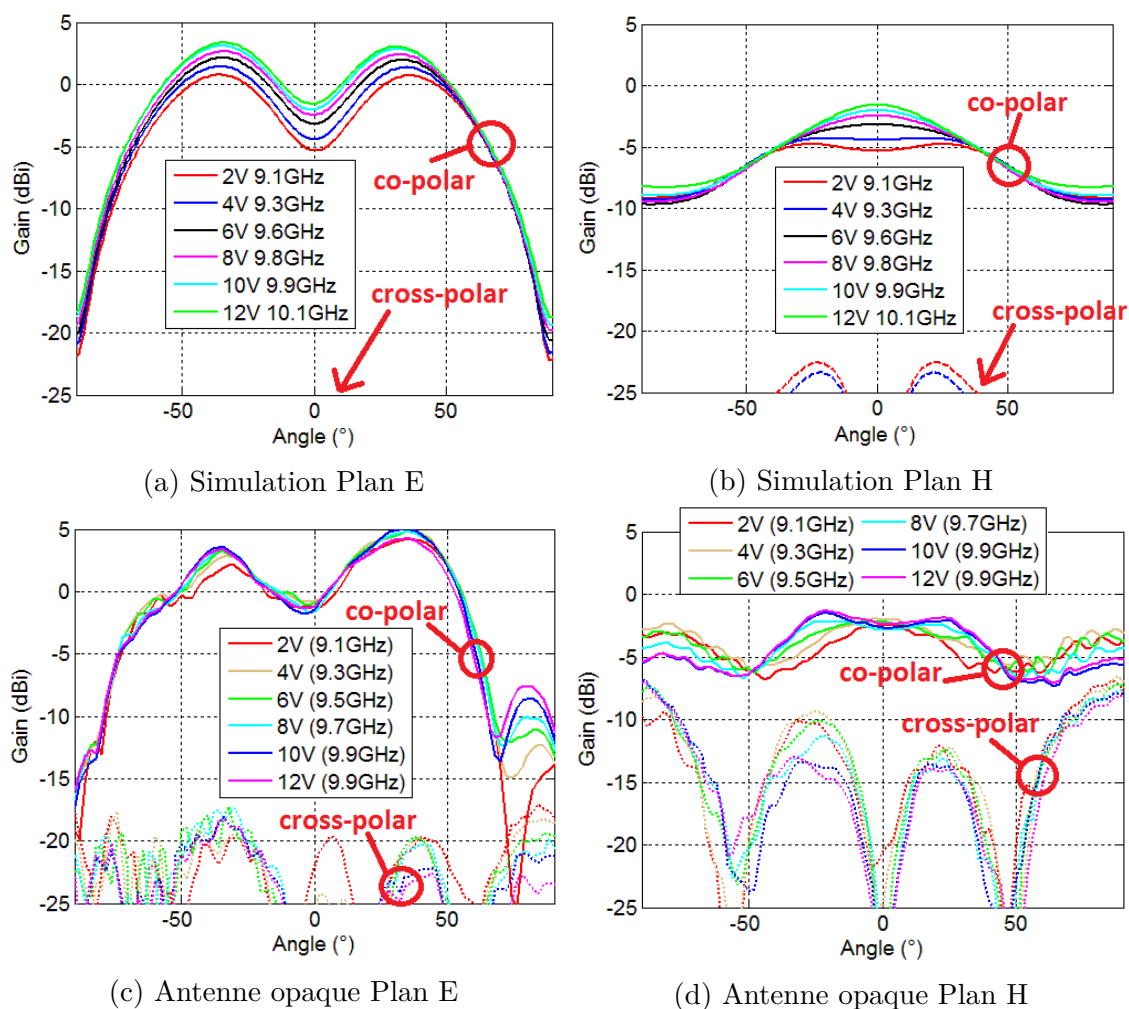 5
0
-5
-10
-15
-20
-25
Gain (dBi)
-50
0
50
Angle (°)
2V 9.1GHz
4V 9.3GHz
6V 9.6GHz
8V 9.8GHz
10V 9.9GHz
12V 10.1GHz
co-polar
cross-polar
(a) Simulation Plan E
5
0
-5
-10
-15
-20
-25
Gain (dBi)
-50
0
50
Angle (°)
2V 9.1GHz
4V 9.3GHz
6V 9.6GHz
8V 9.8GHz
10V 9.9GHz
12V 10.1GHz
co-polar
cross-polar
(b) Simulation Plan H
5
0
-5
-10
-15
-20
-25
Gain (dBi)
-50
0
50
Angle (°)
2V (9.1GHz)
4V (9.3GHz)
6V (9.5GHz)
8V (9.7GHz)
10V (9.9GHz)
12V (9.9GHz)
co-polar
cross-polar
(c) Antenne opaque Plan E
2V (9.1GHz)
4V (9.3GHz)
6V (9.5GHz)
8V (9.7GHz)
10V (9.9GHz)
12V (9.9GHz)
5
0
-5
-10
-15
-20
-25
Gain (dBi)
-50
0
50
Angle (°)
co-polar
cross-polar
(d) Antenne opaque Plan H